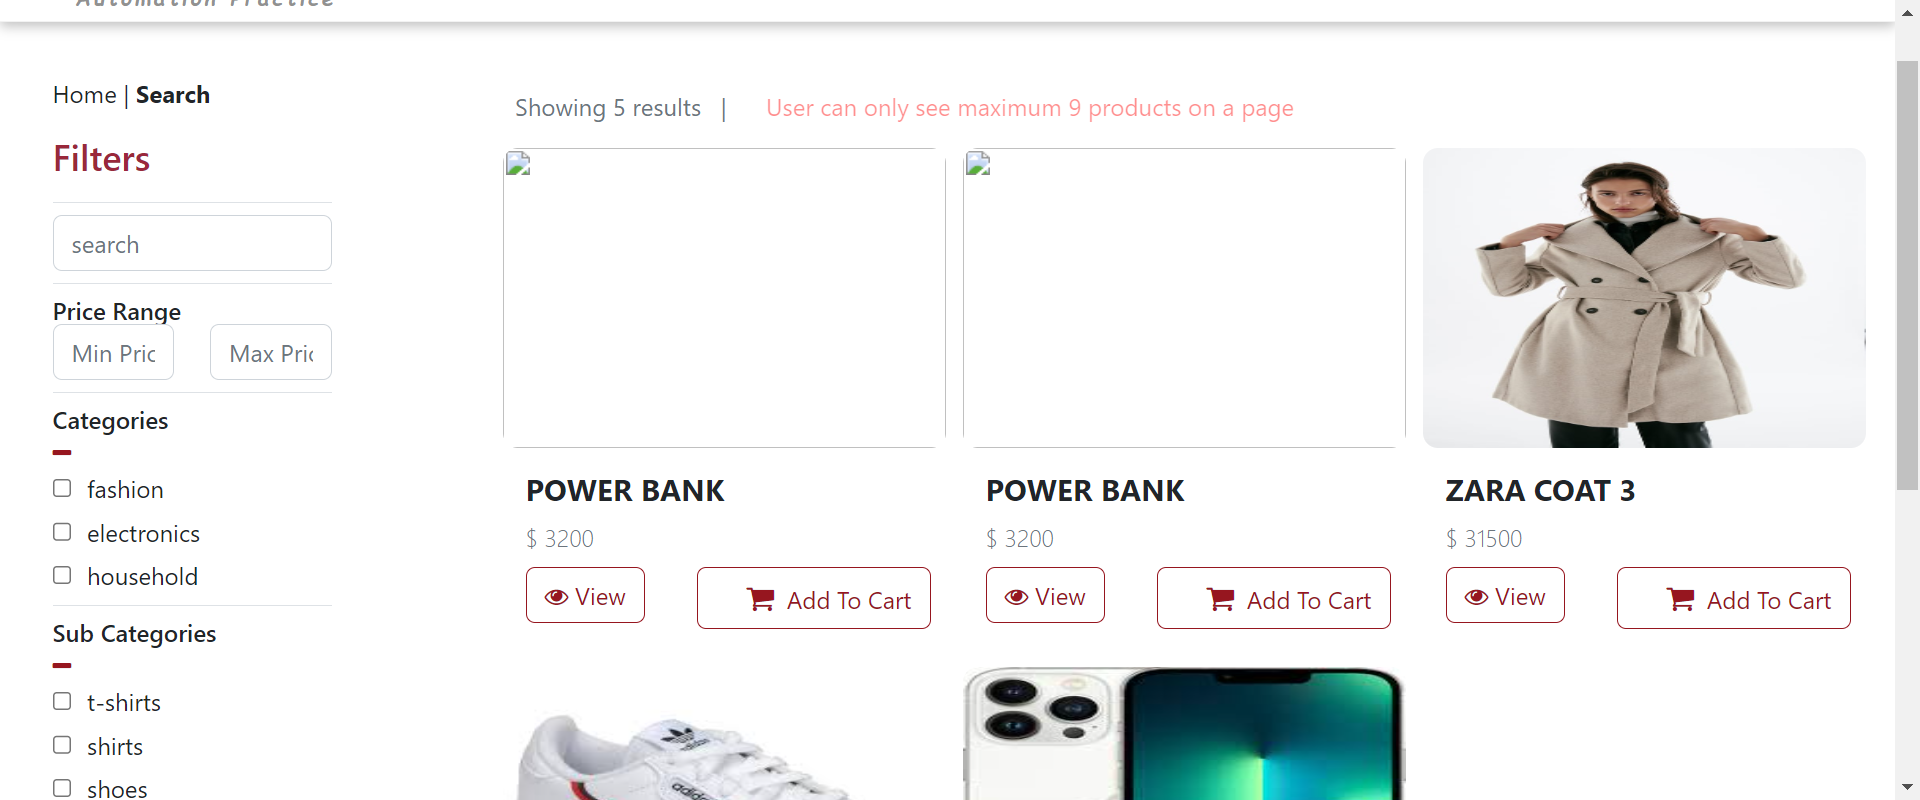 Automation Practice
Home | Search
Showing 5 results |
User can only see maximum 9 products on a page
Filters
search
Price Range
Min Pric
Max Pric
Categories
fashion
electronics
household
Sub Categories
t-shirts
shirts
shoes
POWER BANK
$ 3200
View
Add To Cart
POWER BANK
$ 3200
View
Add To Cart
ZARA COAT 3
$ 31500
View
Add To Cart
adidas
adidas